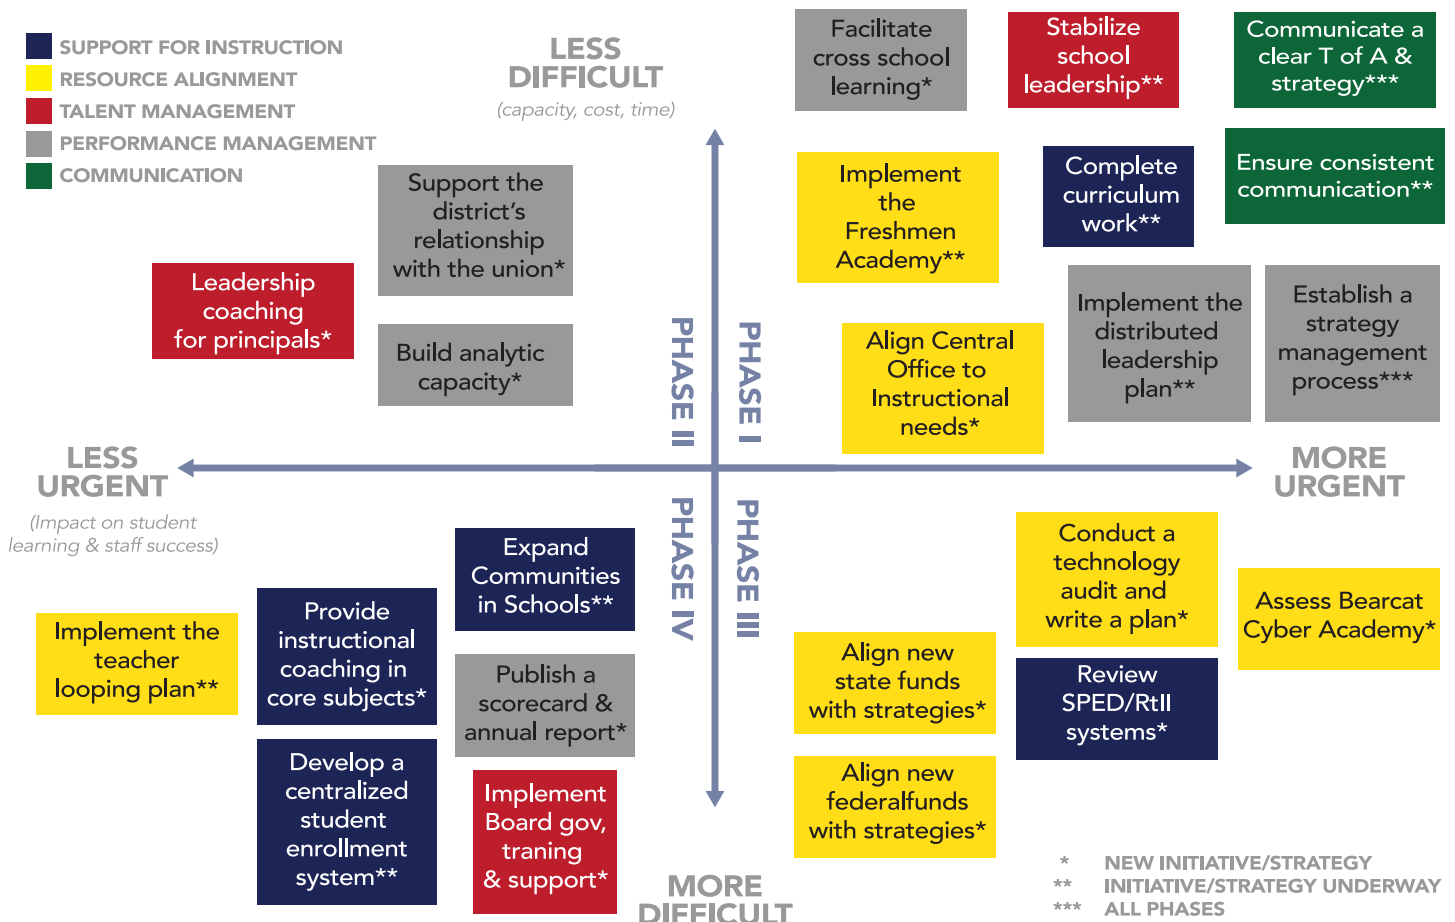 SUPPORT FOR INSTRUCTION
RESOURCE ALIGNMENT
TALENT MANAGEMENT
PERFORMANCE MANAGEMENT
COMMUNICATION
LESS
DIFFICULT
(capacity, cost, time)
Facilitate
cross school
learning*
Stabilize
school
leadership**
Communicate a
clear T of A &
strategy***
Support the
district's
relationship
with the union*
Implement
the
Freshmen
Academy**
Complete
curriculum
work**
Ensure consistent
communication**
Leadership
coaching
for principals*
Build analytic
capacity*
PHASE II
PHASE I
Align Central
Office to
Instructional
needs*
Implement the
distributed
leadership
plan**
Establish a
strategy
management
process***
LESS
URGENT
(Impact on student
learning & staff success)
MORE
URGENT
Implement the
teacher
looping plan**
Provide
instructional
coaching in
core subjects*
Expand
Communities
in Schools**
PHASE IV
PHASE III
Conduct a
technology
audit and
write a plan*
Assess Bearcat
Cyber Academy*
Publish a
scorecard &
annual report*
Align new
state funds
with strategies*
Review
SPED/RtII
systems*
Develop a
centralized
student
enrollment
system**
Implement
Board gov,
traning
& support*
Align new
federalfunds
with strategies*
MORE
DIFFICULT
* NEW INITIATIVE/STRATEGY
** INITIATIVE/STRATEGY UNDERWAY
*** ALL PHASES